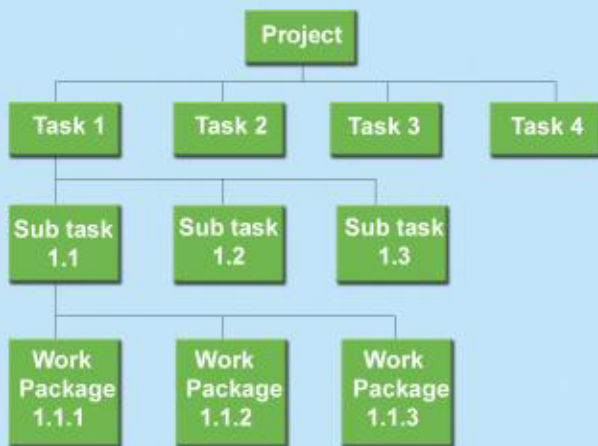 Project
Task 1
Task 2
Task 3
Task 4
Sub task
1.1
Sub task
1.2
Sub task
1.3
Work
Package
1.1.1
Work
Package
1.1.2
Work
Package
1.1.3